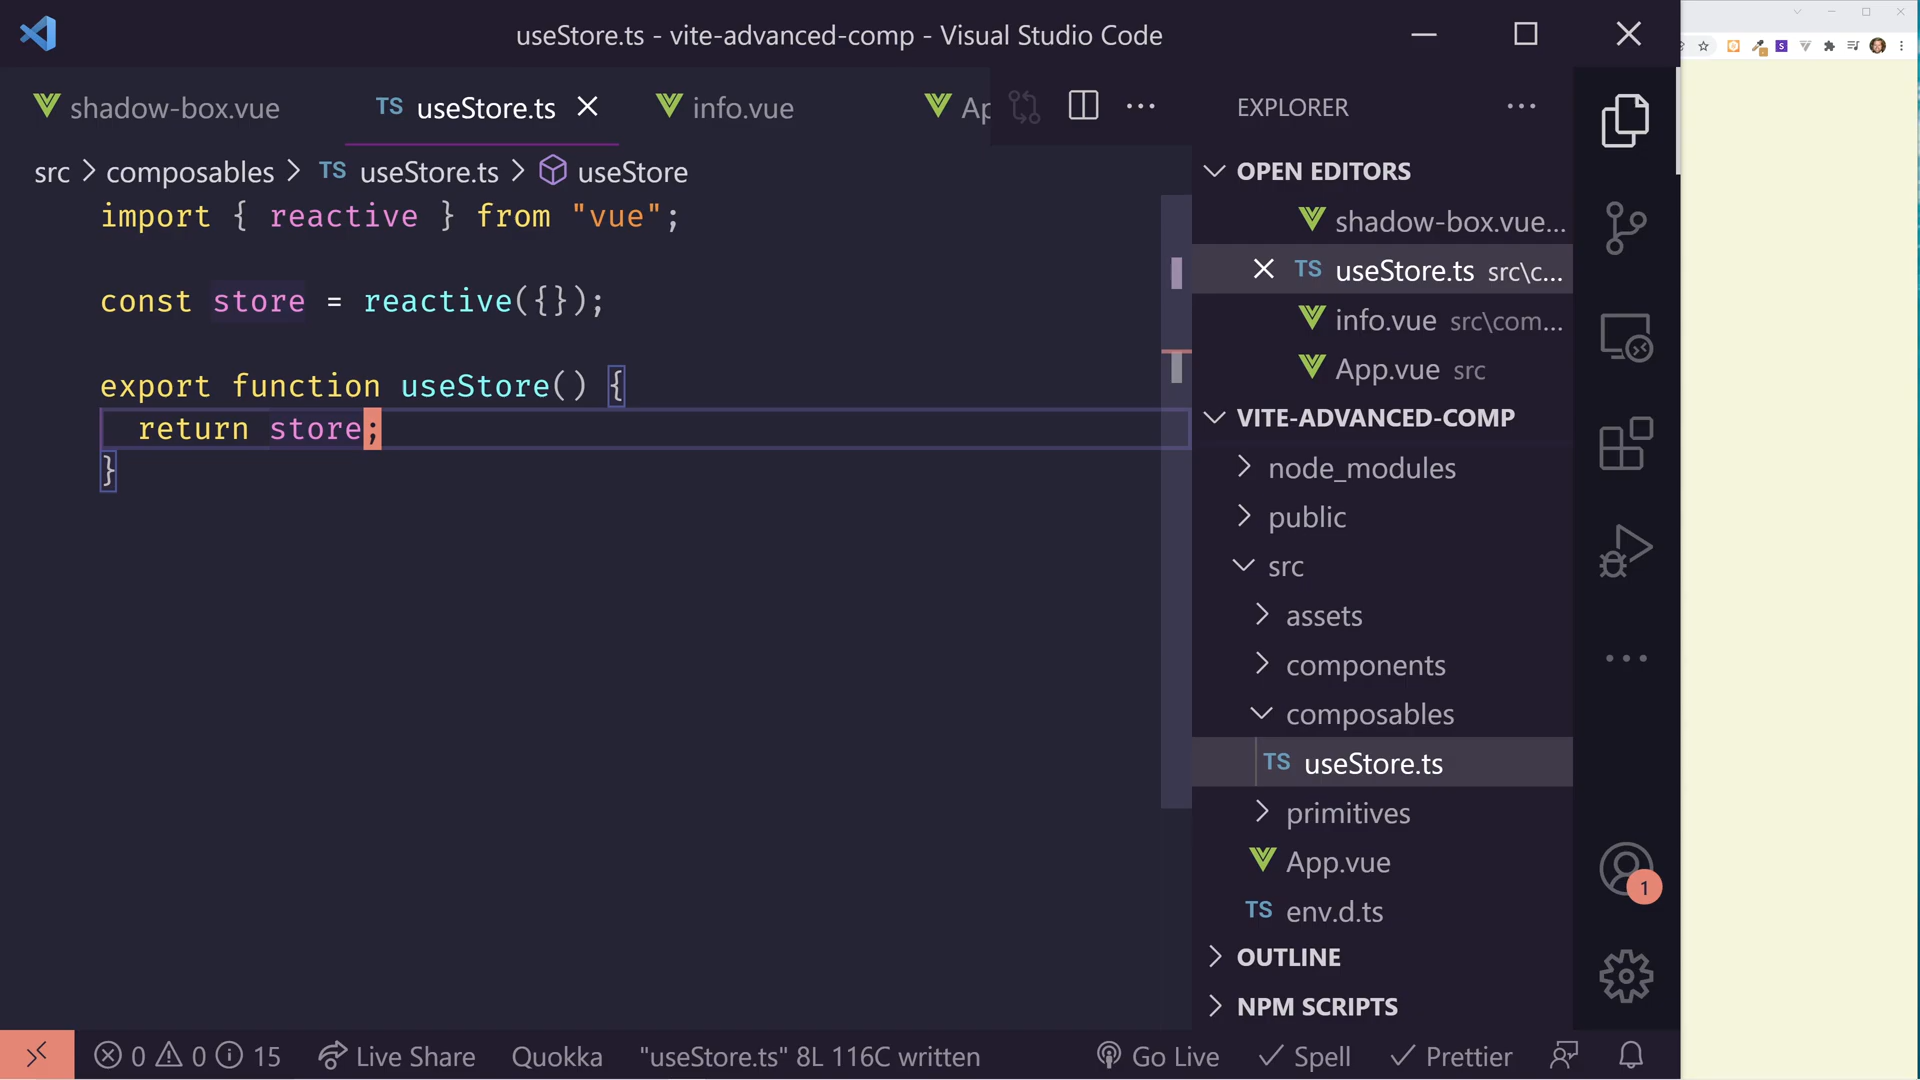 useStore.ts - vite-advanced-comp - Visual Studio Code
shadow-box.vue
TS useStore.ts
info.vue
Ap
src > composables > TS useStore.ts > useStore
import { reactive } from "vue";
const store = reactive({});
export function useStore() {
return store;
}
EXPLORER
OPEN EDITORS
shadow-box.vue...
TS useStore.ts src\c...
info.vue src\com...
App.vue src
VITE-ADVANCED-COMP
node_modules
public
src
assets
components
composables
TS useStore.ts
primitives
App.vue
TS env.d.ts
OUTLINE
NPM SCRIPTS
1
0 0 15 Live Share Quokka "useStore.ts" 8L 116C written Go Live Spell Prettier